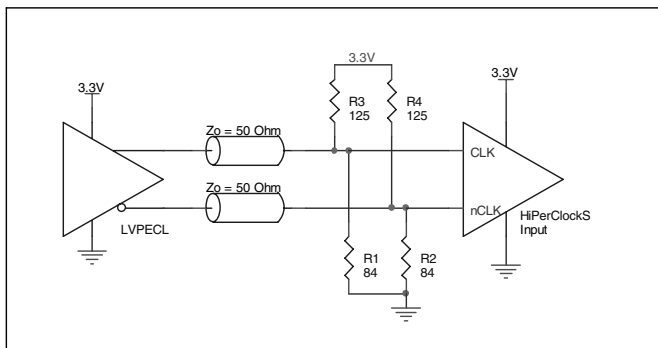 3.3V
3.3V
3.3V
R3
125
R4
125
Zo = 50 Ohm
CLK
Zo = 50 Ohm
nCLK
HiPerClockS
Input
LVPECL
R1
84
R2
84